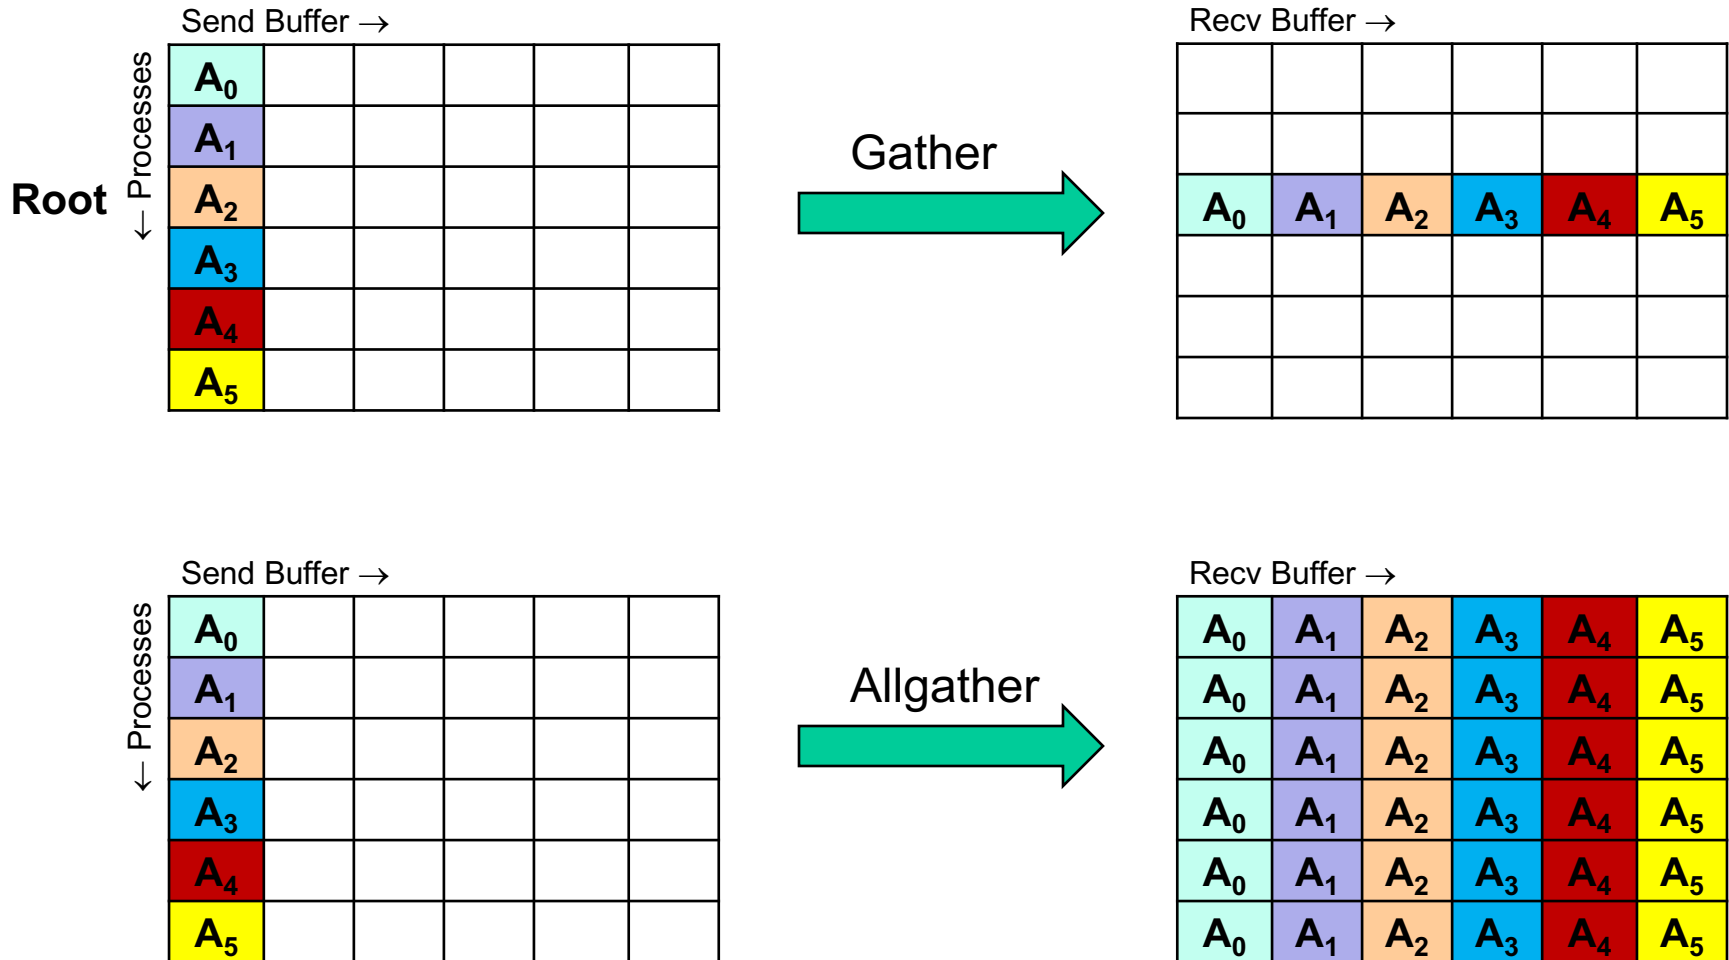 Send Buffer →
Recv Buffer →
← Processes
Root
A₀
A₁
A₂
A₃
A₄
A₅
Gather
A₀ A₁ A₂ A₃ A₄ A₅
Send Buffer →
Recv Buffer →
← Processes
A₀
A₁
A₂
A₃
A₄
A₅
Allgather
A₀ A₁ A₂ A₃ A₄ A₅
A₀ A₁ A₂ A₃ A₄ A₅
A₀ A₁ A₂ A₃ A₄ A₅
A₀ A₁ A₂ A₃ A₄ A₅
A₀ A₁ A₂ A₃ A₄ A₅
A₀ A₁ A₂ A₃ A₄ A₅